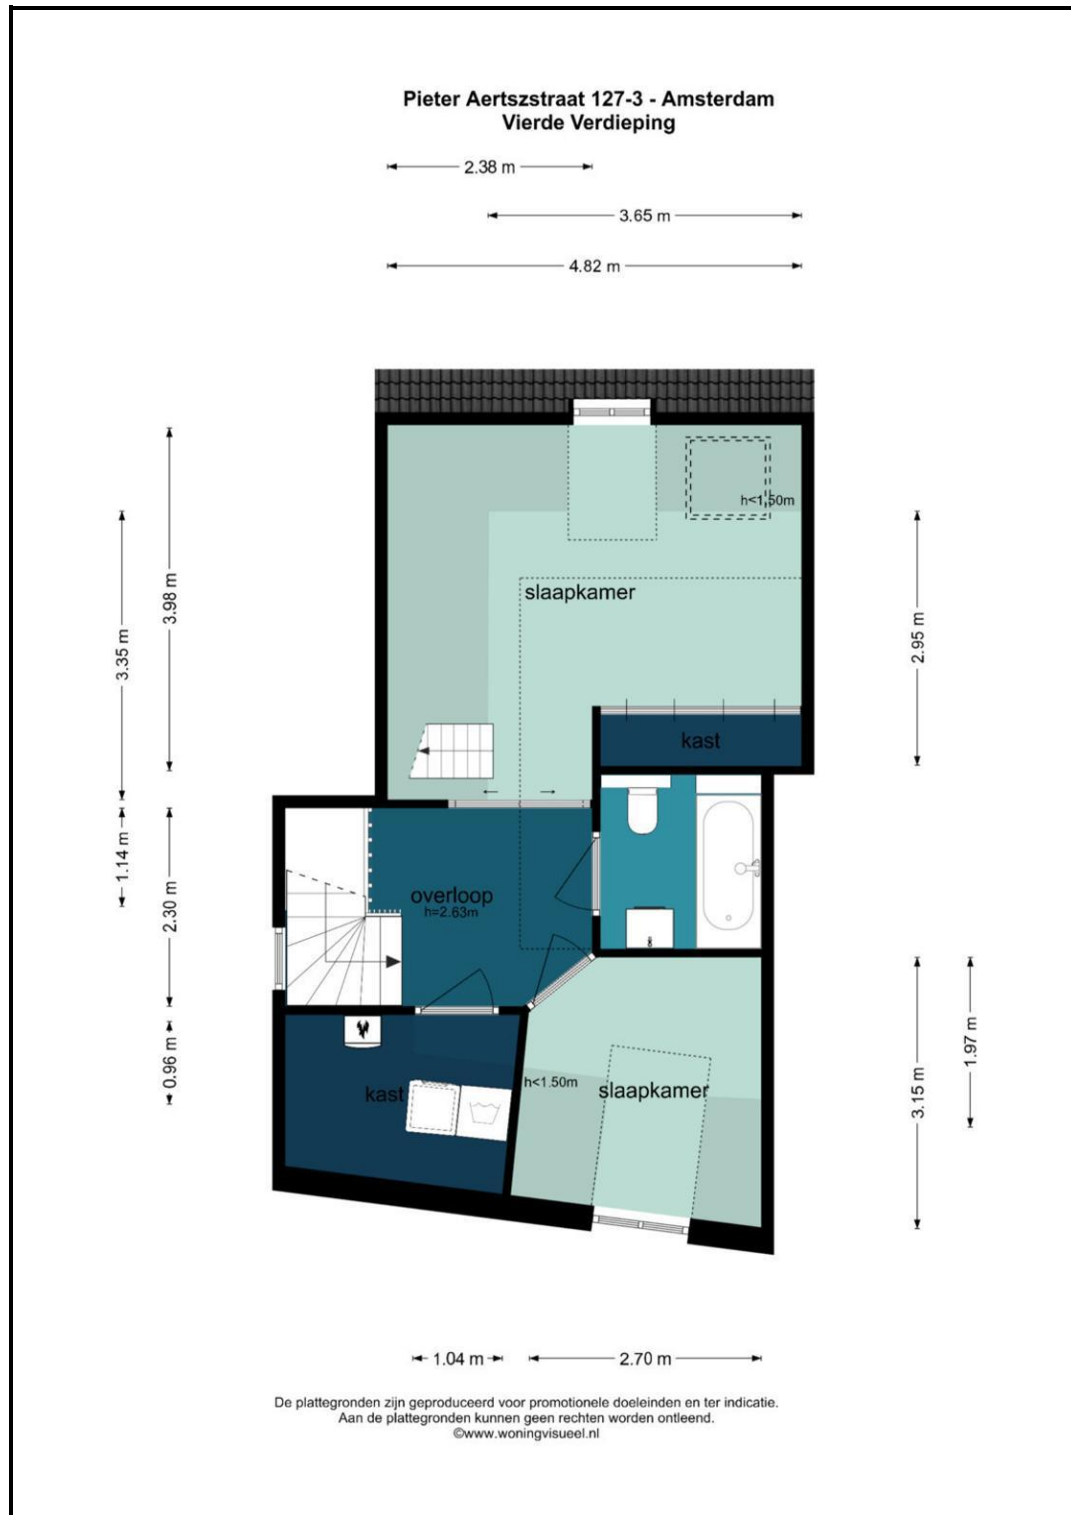 Pieter Aertszstraat 127-3 - Amsterdam
Vierde Verdieping
2.38 m
3.65 m
4.82 m
h<1.50m
3.98 m
3.35 m
slaapkamer
2.95 m
kast
1.14 m
2.30 m
overloop
h=2.63m
0.96 m
kast
h<1.50m
slaapkamer
3.15 m
1.97 m
1.04 m
2.70 m
De plattegronden zijn geproduceerd voor promotionele doeleinden en ter indicatie.
Aan de plattegronden kunnen geen rechten worden ontleend.
©www.woningvisueel.nl